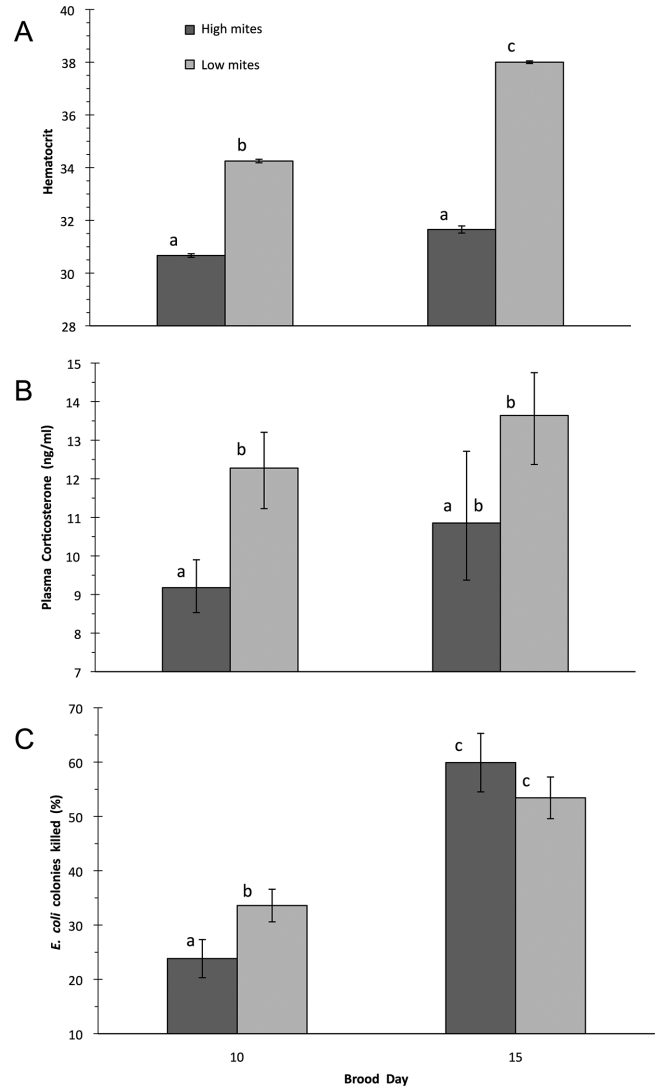 A
High mites
Low mites
Hematocrit
40
38
36
34
32
30
28
a
b
a
c
B
Plasma Corticosterone (ng/ml)
15
14
13
12
11
10
9
8
7
a
b
a b
b
C
E. coli colonies killed (%)
70
60
50
40
30
20
10
a
b
c
c
10 15
Brood Day